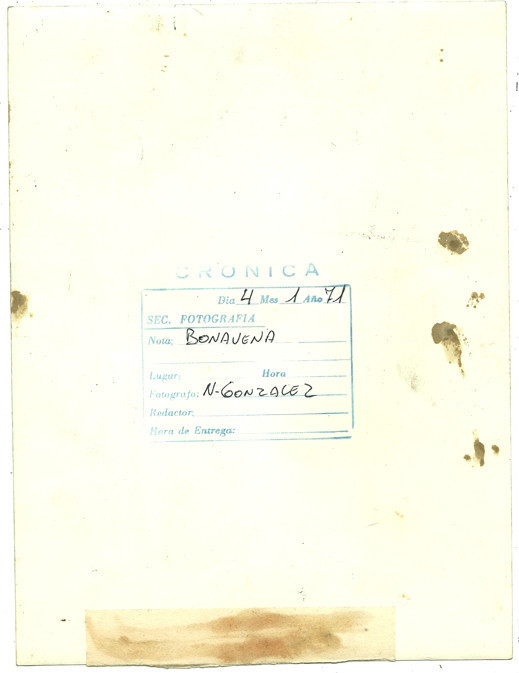 CRONICA
Dia 4 Mes 1 Año 71
SEC. FOTOGRAFIA
Nota: BONAVENA
Lugar: Hora
Fotografo: N-GONZALEZ
Redactor:
Hora de Entrega: